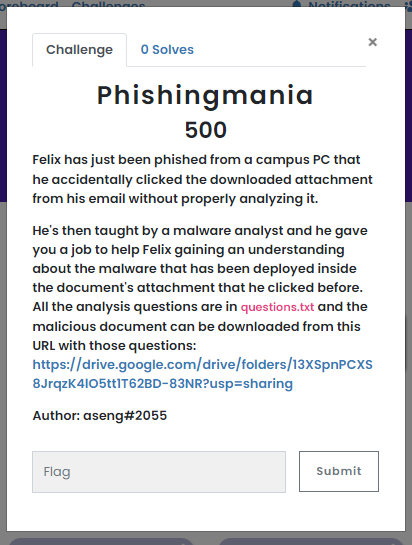 Challenges
Notifications
Challenge
0 Solves
×
Phishingmania
500
Felix has just been phished from a campus PC that
he accidentally clicked the downloaded attachment
from his email without properly analyzing it.
He's then taught by a malware analyst and he gave
you a job to help Felix gaining an understanding
about the malware that has been deployed inside
the document's attachment that he clicked before.
All the analysis questions are in questions.txt and the
malicious document can be downloaded from this
URL with those questions:
https://drive.google.com/drive/folders/13XSpnPCXS
8JrqzK4lO5tt1T62BD-83NR?usp=sharing
Author: aseng#2055
Flag
Submit